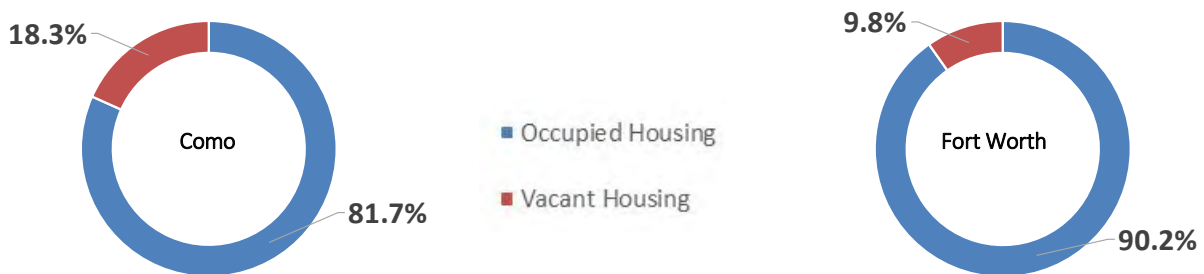 18.3%
Como
81.7%
Occupied Housing
Vacant Housing
9.8%
Fort Worth
90.2%